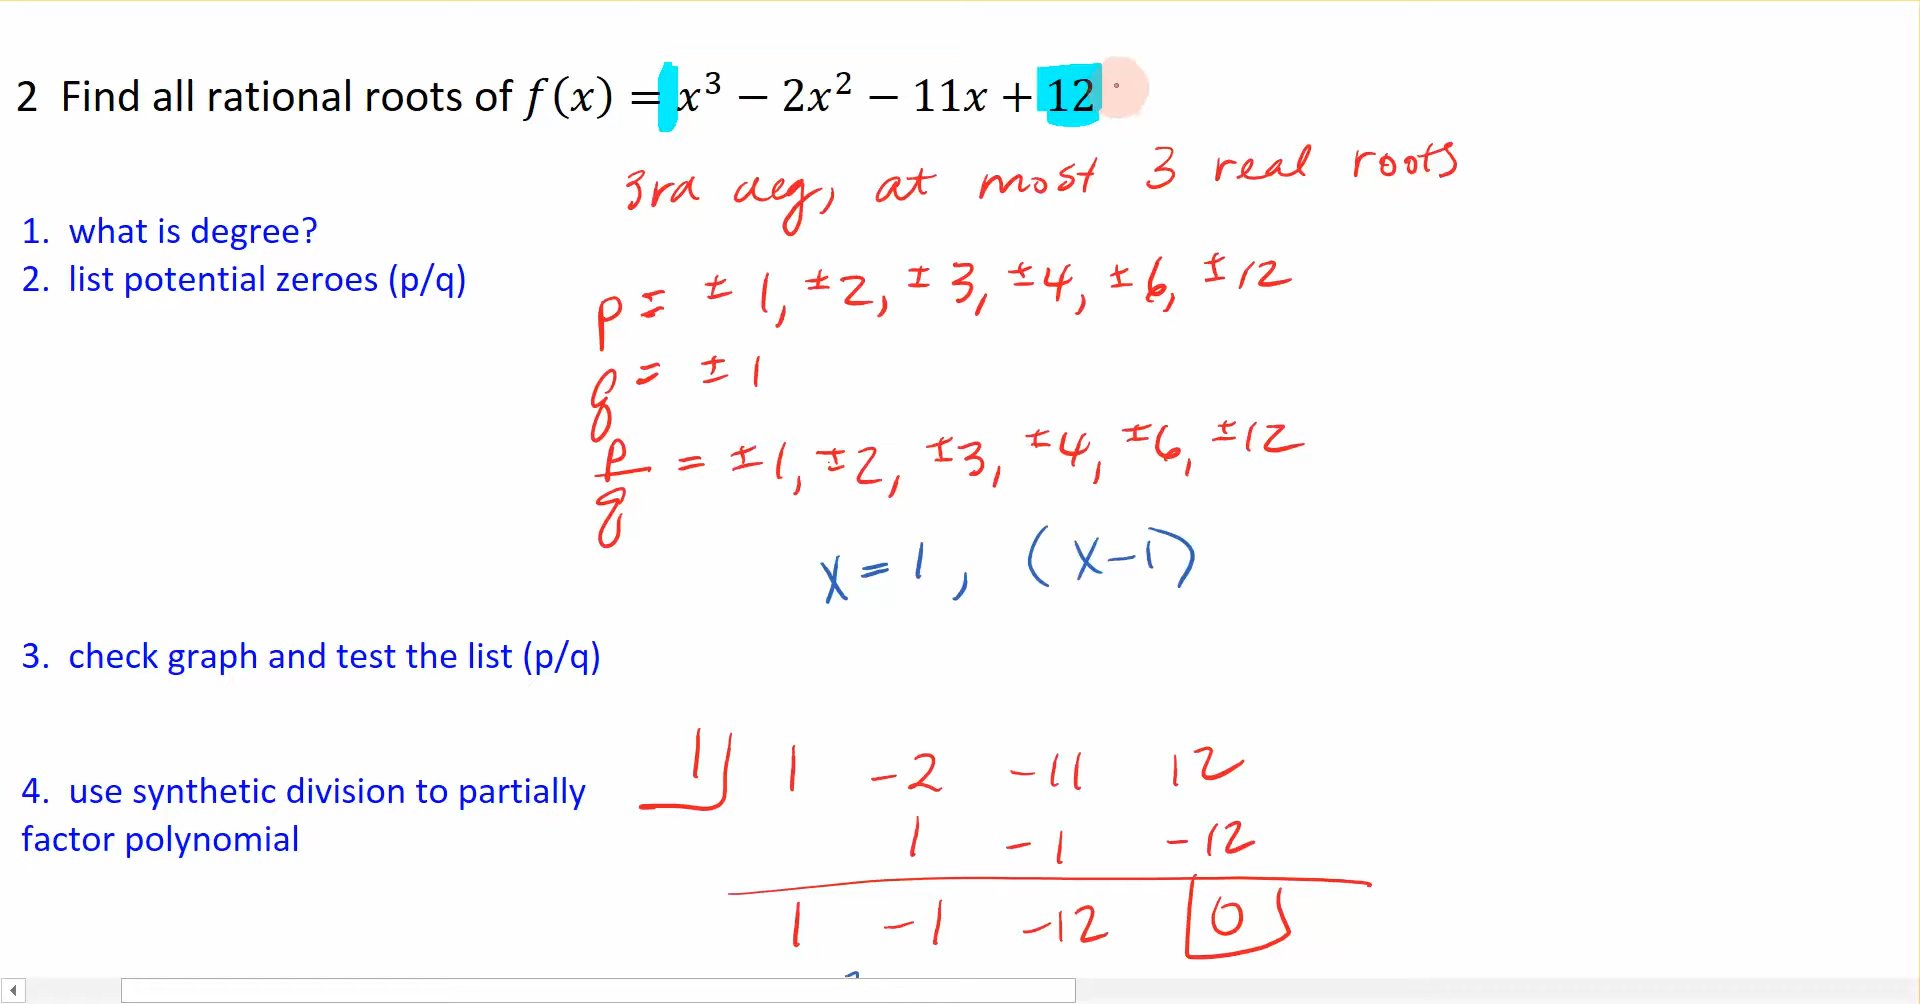 2 Find all rational roots of f(x) = x³ − 2x² − 11x + 12
3rd deg, at most 3 real roots
1. what is degree?
2. list potential zeroes (p/q)
p = ± 1, ± 2, ± 3, ± 4, ± 6, ± 12
q = ± 1
p/q = ± 1, ± 2, ± 3, ± 4, ± 6, ± 12
x = 1, (x-1)
3. check graph and test the list (p/q)
1 1 -2 -11 12
4. use synthetic division to partially
factor polynomial
1 -1 -12
1 -1 -12 0